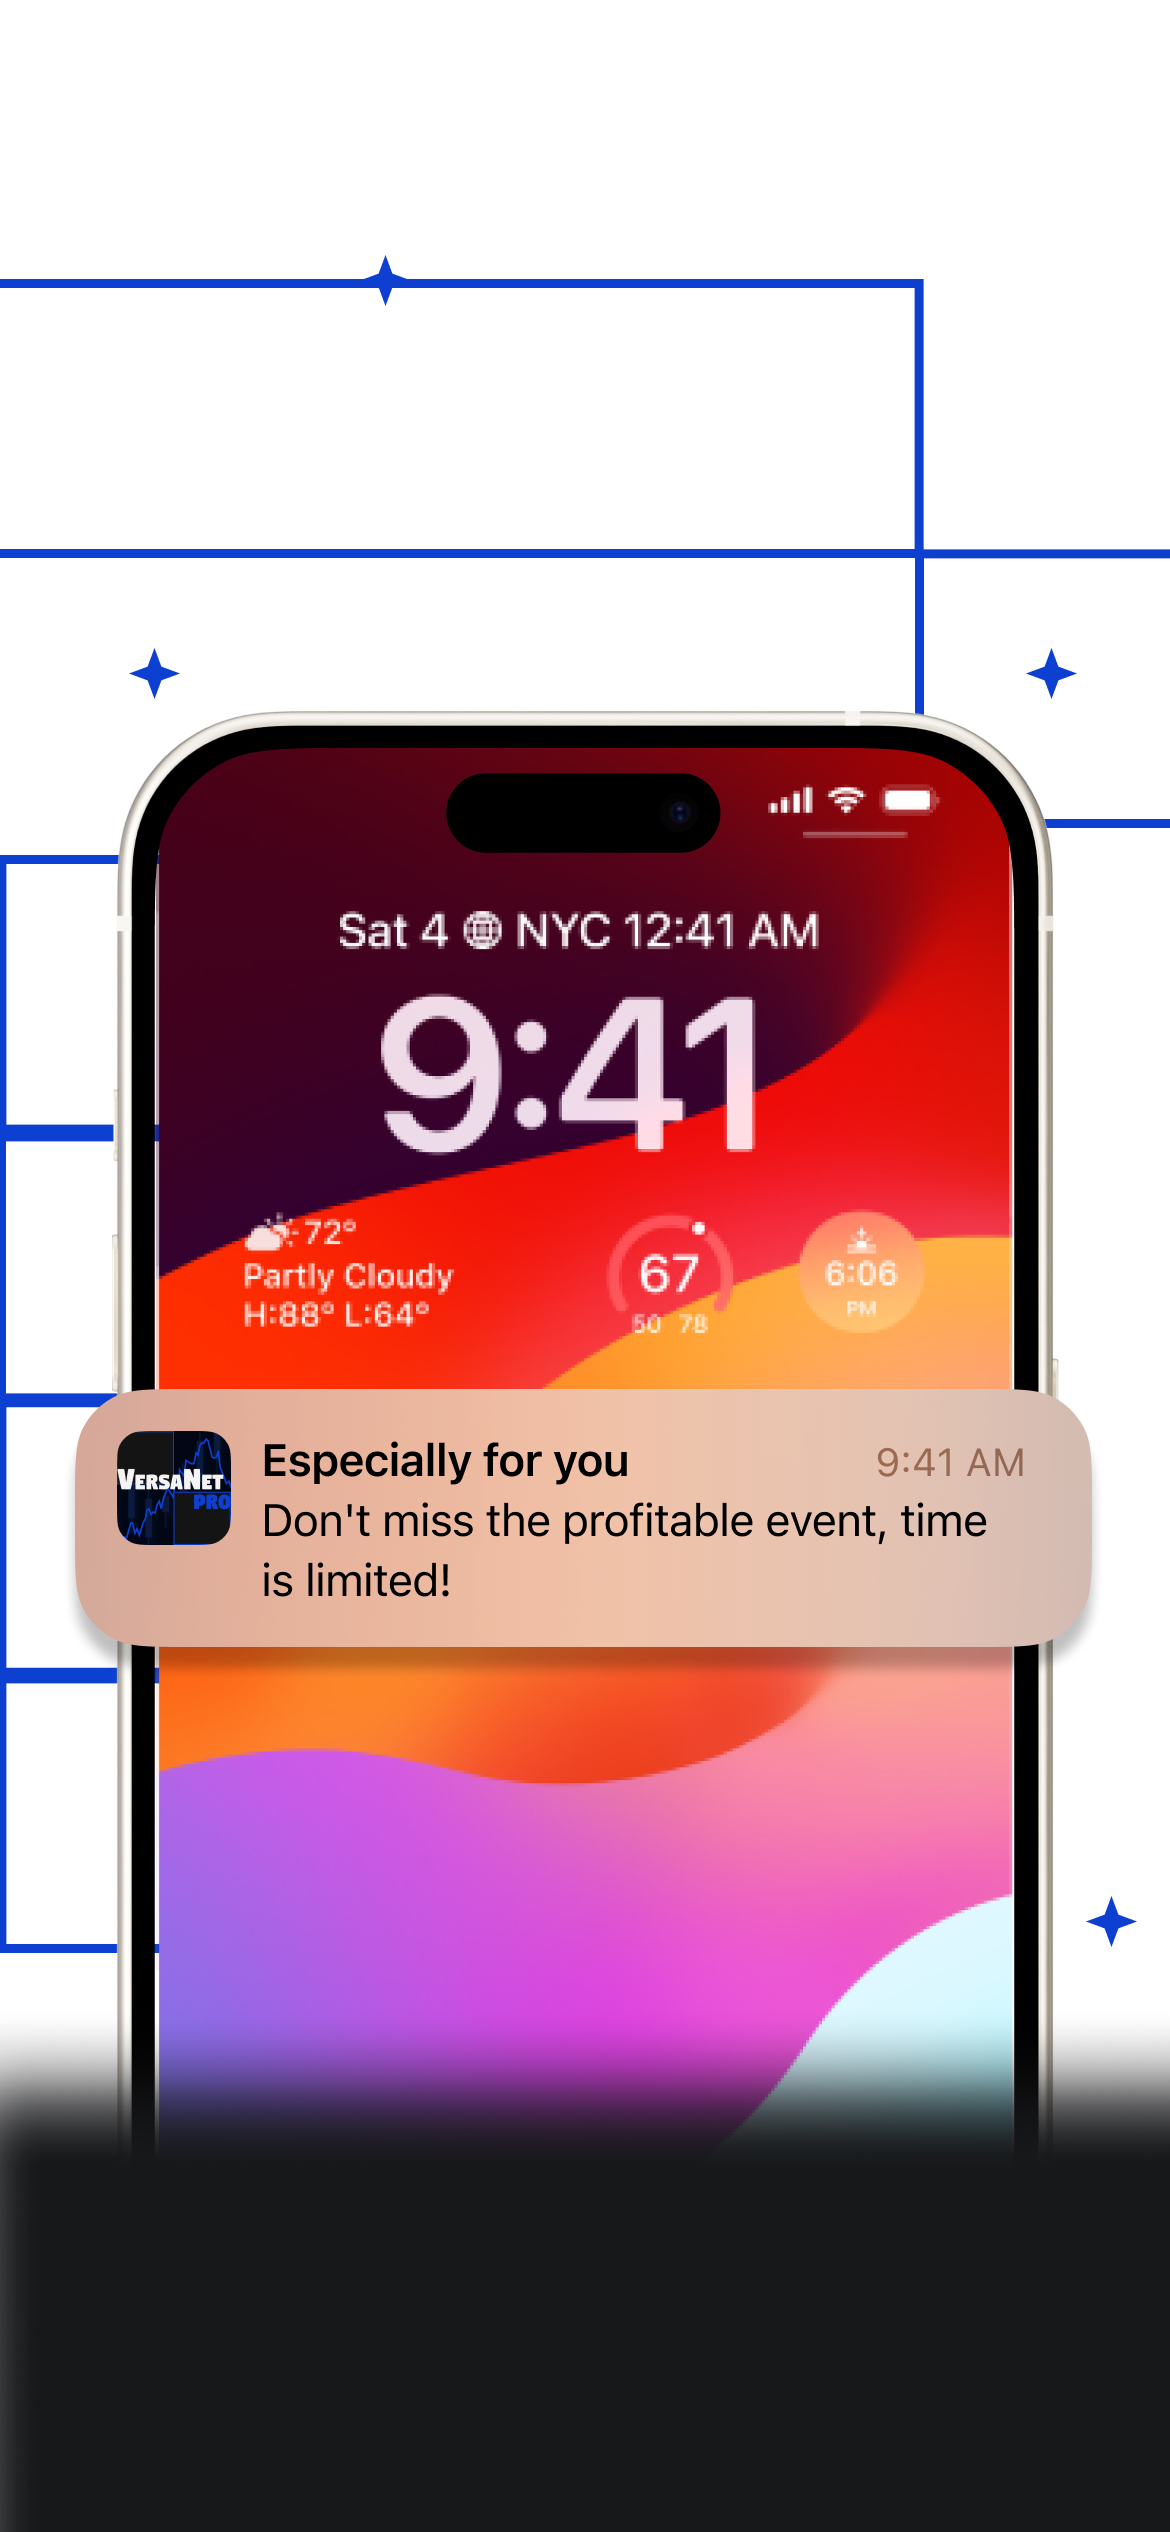 Sat 4 NYC 12:41 AM
9:41
72°
Partly Cloudy
H:88° L:64°
67
50 78
6:06
PM
VERSANET
PRO
Especially for you
9:41 AM
Don't miss the profitable event, time
is limited!